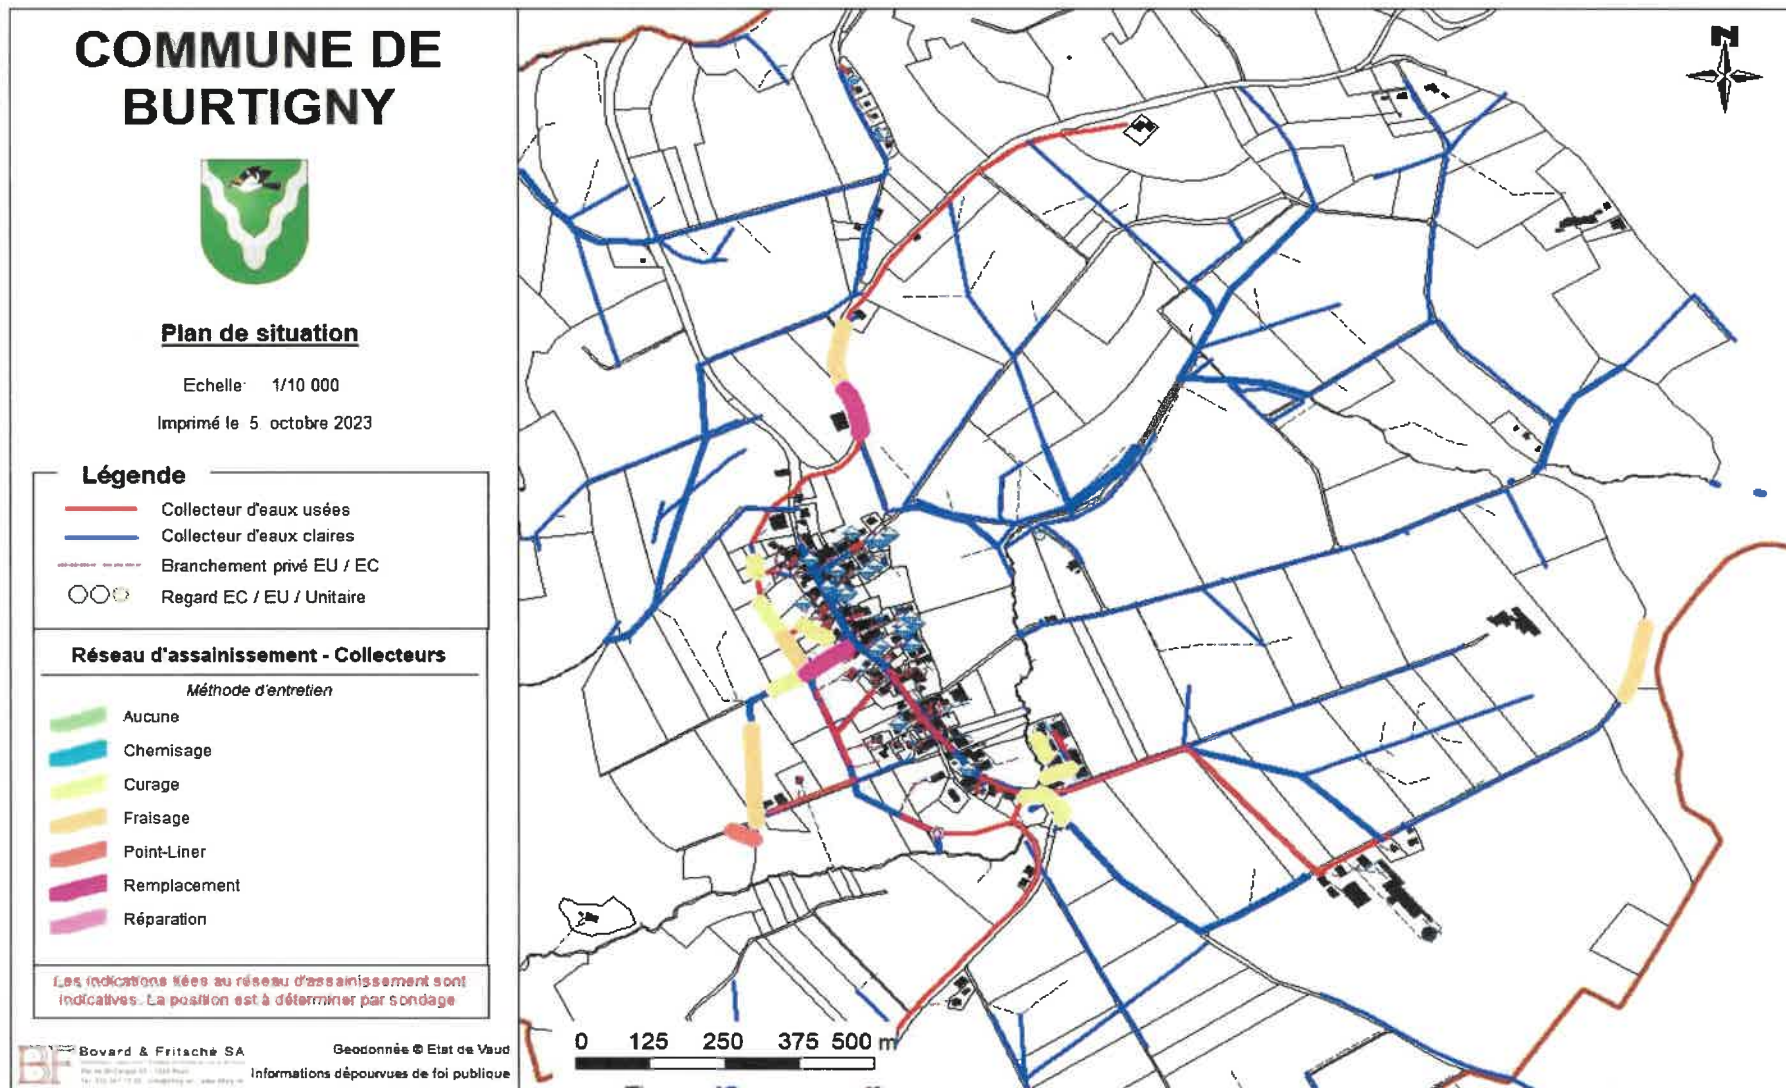 COMMUNE DE
BURTIGNY
Plan de situation
Echelle: 1/10 000
Imprimé le 5 octobre 2023
Légende
Collecteur d'eaux usées
Collecteur d'eaux claires
Branchement privé EU / EC
Regard EC / EU / Unitaire
Réseau d'assainissement - Collecteurs
Méthode d'entretien
Aucune
Chemisage
Curage
Fraisage
Point-Liner
Remplacement
Réparation
Les indications liées au réseau d'assainissement sont
indicatives. La position est à déterminer par sondage
Bovard & Fritsché SA
Geodonnée © Etat de Vaud
Informations dépourvues de foi publique
N
0 125 250 375 500 m